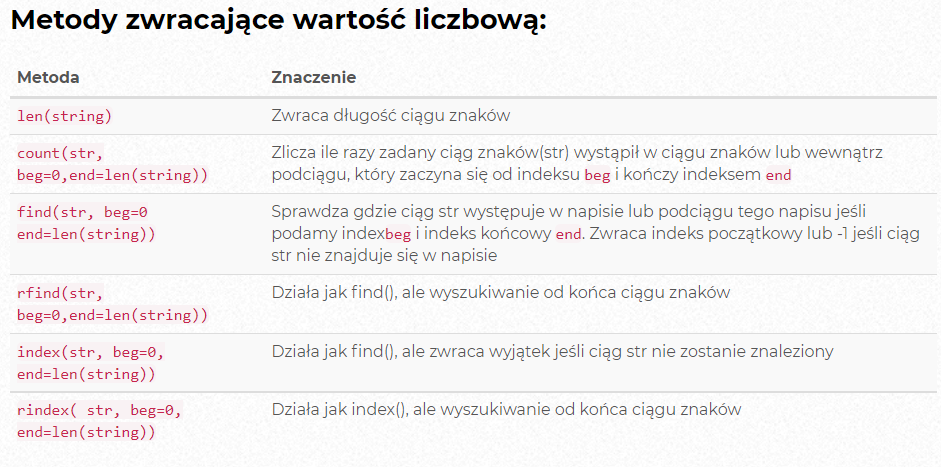 Metody zwracające wartość liczbową:
Metoda Znaczenie
len(string) Zwraca długość ciągu znaków
count(str, Zlicza ile razy zadany ciąg znaków(str) wystąpił w ciągu znaków lub wewnątrz
beg=0,end=len(string)) podciągu, który zaczyna się od indeksu beg i kończy indeksem end
find(str, beg=0 Sprawdza gdzie ciąg str występuje w napisie lub podciągu tego napisu jeśli
end=len(string)) podamy indexbeg i indeks końcowy end. Zwraca indeks początkowy lub -1 jeśli ciąg
str nie znajduje się w napisie
rfind(str, Działa jak find(), ale wyszukiwanie od końca ciągu znaków
beg=0,end=len(string))
index(str, beg=0, Działa jak find(), ale zwraca wyjątek jeśli ciąg str nie zostanie znaleziony
end=len(string))
rindex( str, beg=0, Działa jak index(), ale wyszukiwanie od końca ciągu znaków
end=len(string))